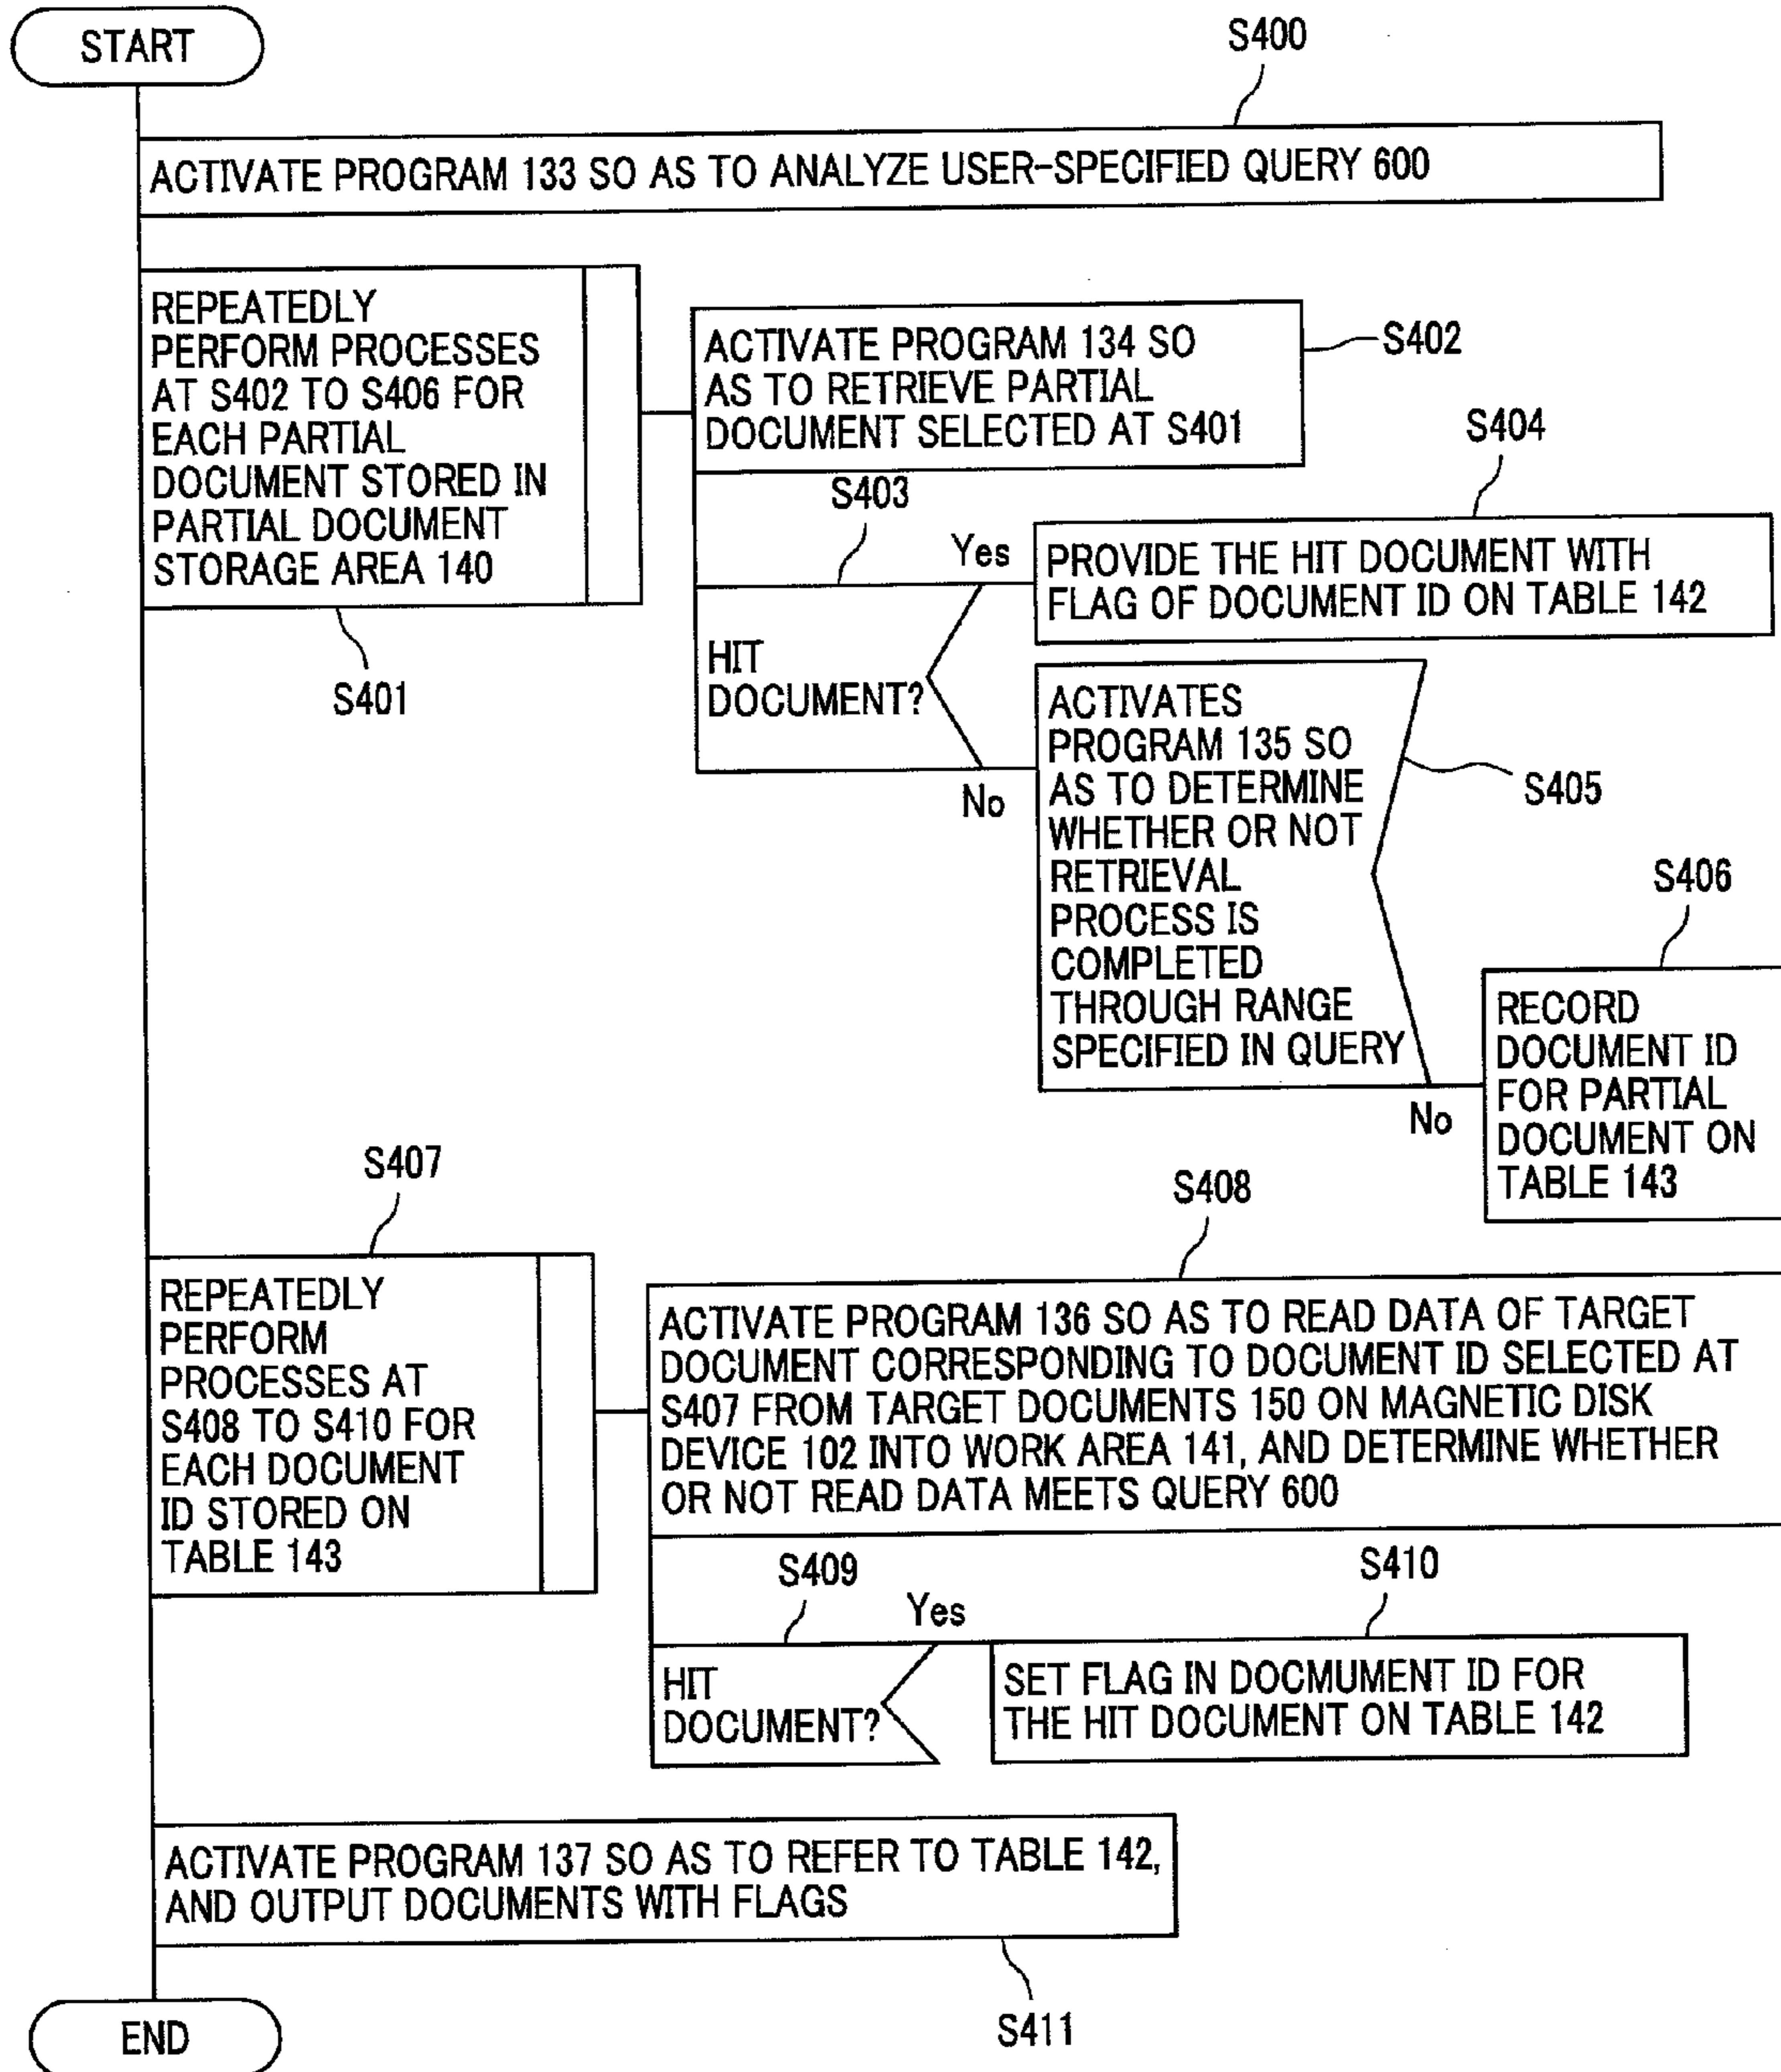 START
S400
ACTIVATE PROGRAM 133 SO AS TO ANALYZE USER-SPECIFIED QUERY 600
REPEATEDLY
PERFORM PROCESSES
AT S402 TO S406 FOR
EACH PARTIAL
DOCUMENT STORED IN
PARTIAL DOCUMENT
STORAGE AREA 140
S401
ACTIVATE PROGRAM 134 SO
AS TO RETRIEVE PARTIAL
DOCUMENT SELECTED AT S401
S402
S403
HIT
DOCUMENT?
Yes
S404
PROVIDE THE HIT DOCUMENT WITH
FLAG OF DOCUMENT ID ON TABLE 142
No
ACTIVATES
PROGRAM 135 SO
AS TO DETERMINE
WHETHER OR NOT
RETRIEVAL
PROCESS IS
COMPLETED
THROUGH RANGE
SPECIFIED IN QUERY
S405
No
S406
RECORD
DOCUMENT ID
FOR PARTIAL
DOCUMENT ON
TABLE 143
S407
REPEATEDLY
PERFORM
PROCESSES AT
S408 TO S410 FOR
EACH DOCUMENT
ID STORED ON
TABLE 143
S408
ACTIVATE PROGRAM 136 SO AS TO READ DATA OF TARGET
DOCUMENT CORRESPONDING TO DOCUMENT ID SELECTED AT
S407 FROM TARGET DOCUMENTS 150 ON MAGNETIC DISK
DEVICE 102 INTO WORK AREA 141, AND DETERMINE WHETHER
OR NOT READ DATA MEETS QUERY 600
S409
HIT
DOCUMENT?
Yes
S410
SET FLAG IN DOCMUMENT ID FOR
THE HIT DOCUMENT ON TABLE 142
ACTIVATE PROGRAM 137 SO AS TO REFER TO TABLE 142,
AND OUTPUT DOCUMENTS WITH FLAGS
S411
END